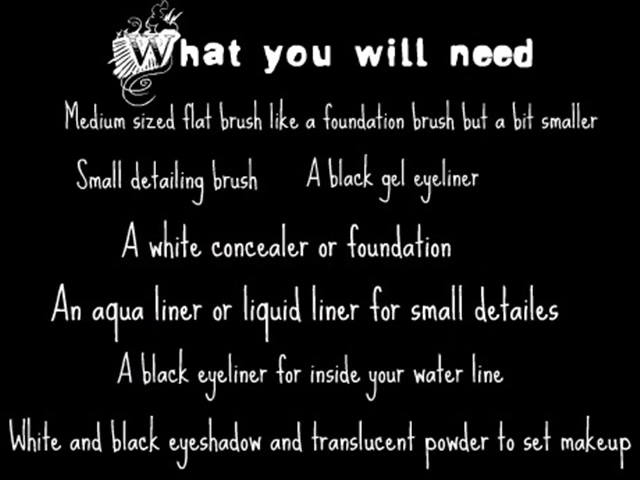 What you will need
Medium sized flat brush like a foundation brush but a bit smaller
Small detailing brush
A black gel eyeliner
A white concealer or foundation
An aqua liner or liquid liner for small detailes
A black eyeliner for inside your water line
White and black eyeshadow and translucent powder to set makeup